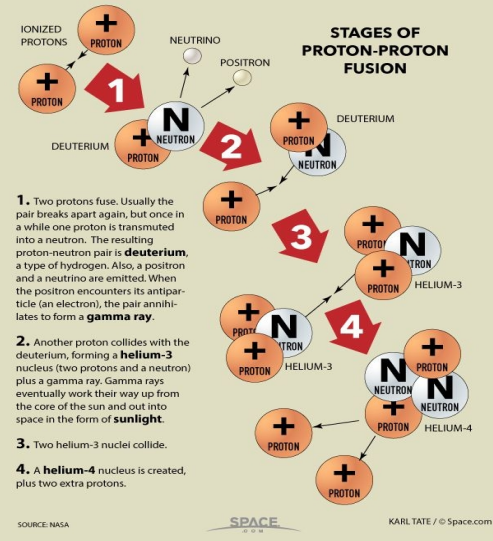 STAGES OF
PROTON-PROTON
FUSION
IONIZED
PROTONS
+
PROTON
+
PROTON
1
NEUTRINO
POSITRON
DEUTERIUM
+
PROTON
N
NEUTRON
2
+
PROTON
N
NEUTRON
DEUTERIUM
+
PROTON
3
+
PROTON
N
+
PROTON
HELIUM-3
+
N
NEUTRON
+
PROTON
HELIUM-3
4
+
PROTON
N
N
NEUTRON
+
PROTON
HELIUM-4
+
PROTON
+
PROTON
1. Two protons fuse. Usually the
pair breaks apart again, but once in
a while one proton is transmuted
into a neutron. The resulting
proton-neutron pair is deuterium,
a type of hydrogen. Also, a positron
and a neutrino are emitted. When
the positron encounters its antipar-
ticle (an electron), the pair annihi-
lates to form a gamma ray.
2. Another proton collides with the
deuterium, forming a helium-3
nucleus (two protons and a neutron)
plus a gamma ray. Gamma rays
eventually work their way up from
the core of the sun and out into
space in the form of sunlight.
3. Two helium-3 nuclei collide.
4. A helium-4 nucleus is created,
plus two extra protons.
SOURCE: NASA
SPACE
.COM
KARL TATE / © Space.com